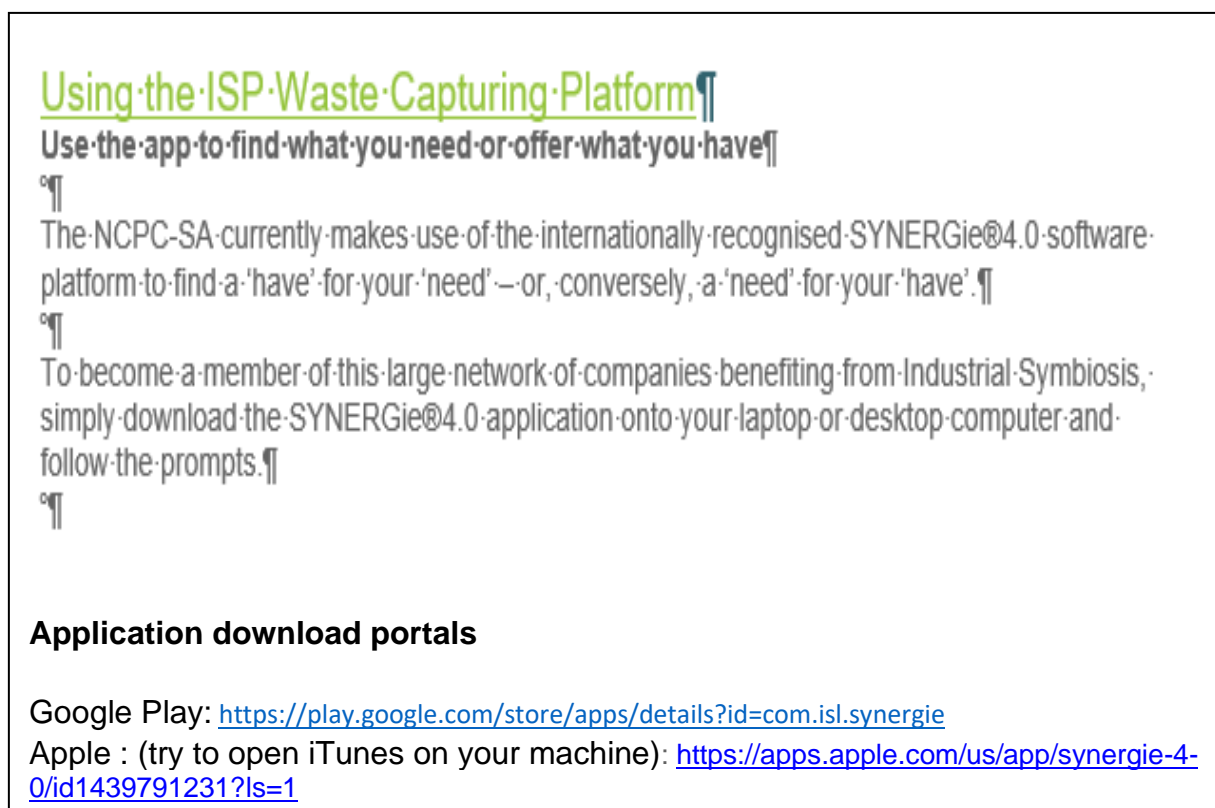 Using·the·ISP·Waste·Capturing·Platform¶
Use·the·app·to·find·what·you·need·or·offer·what·you·have¶
°¶
The·NCPC-SA·currently·makes·use·of·the·internationally·recognised·SYNERGie®4.0·software·
platform·to·find·a·‘have’·for·your·‘need’·–·or,·conversely,·a·‘need’·for·your·‘have’.¶
°¶
To·become·a·member·of·this·large·network·of·companies·benefiting·from·Industrial·Symbiosis,·
simply·download·the·SYNERGie®4.0·application·onto·your·laptop·or·desktop·computer·and·
follow·the·prompts.¶
°¶
Application download portals
Google Play: https://play.google.com/store/apps/details?id=com.isl.synergie
Apple : (try to open iTunes on your machine): https://apps.apple.com/us/app/synergie-4-
0/id1439791231?ls=1